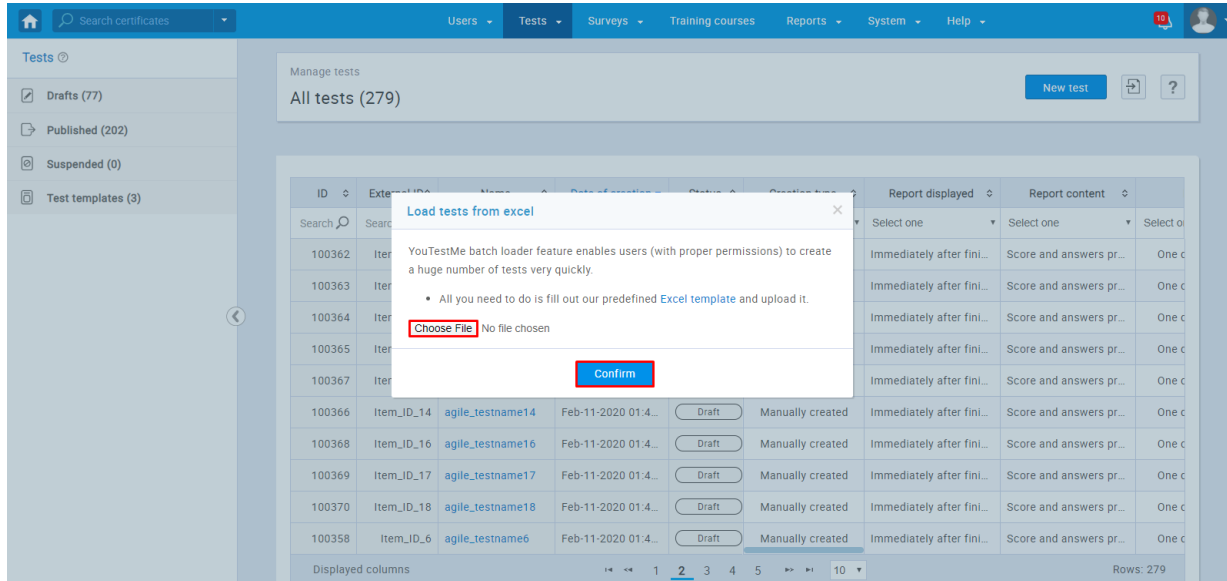 Search certificates
Users Tests Surveys Training courses Reports System Help 10
Tests
Drafts (77)
Published (202)
Suspended (0)
Test templates (3)
Manage tests
All tests (279)
New test ?
ID Name Report displayed Report content
Search Select one Select one
Load tests from excel
YouTestMe batch loader feature enables users (with proper permissions) to create
a huge number of tests very quickly.
All you need to do is fill out our predefined Excel template and upload it.
Choose File No file chosen
Confirm
100362 Immediately after fini... Score and answers pr...
100363 Immediately after fini... Score and answers pr...
100364 Immediately after fini... Score and answers pr...
100365 Immediately after fini... Score and answers pr...
100367 Immediately after fini... Score and answers pr...
100366 Item_ID_14 agile_testname14 Feb-11-2020 01:4... Draft Manually created Immediately after fini... Score and answers pr... One
100368 Item_ID_16 agile_testname16 Feb-11-2020 01:4... Draft Manually created Immediately after fini... Score and answers pr... One
100369 Item_ID_17 agile_testname17 Feb-11-2020 01:4... Draft Manually created Immediately after fini... Score and answers pr... One
100370 Item_ID_18 agile_testname18 Feb-11-2020 01:4... Draft Manually created Immediately after fini... Score and answers pr... One
100358 Item_ID_6 agile_testname6 Feb-11-2020 01:4... Draft Manually created Immediately after fini... Score and answers pr... One
Displayed columns 1 2 3 4 5 10 Rows: 279